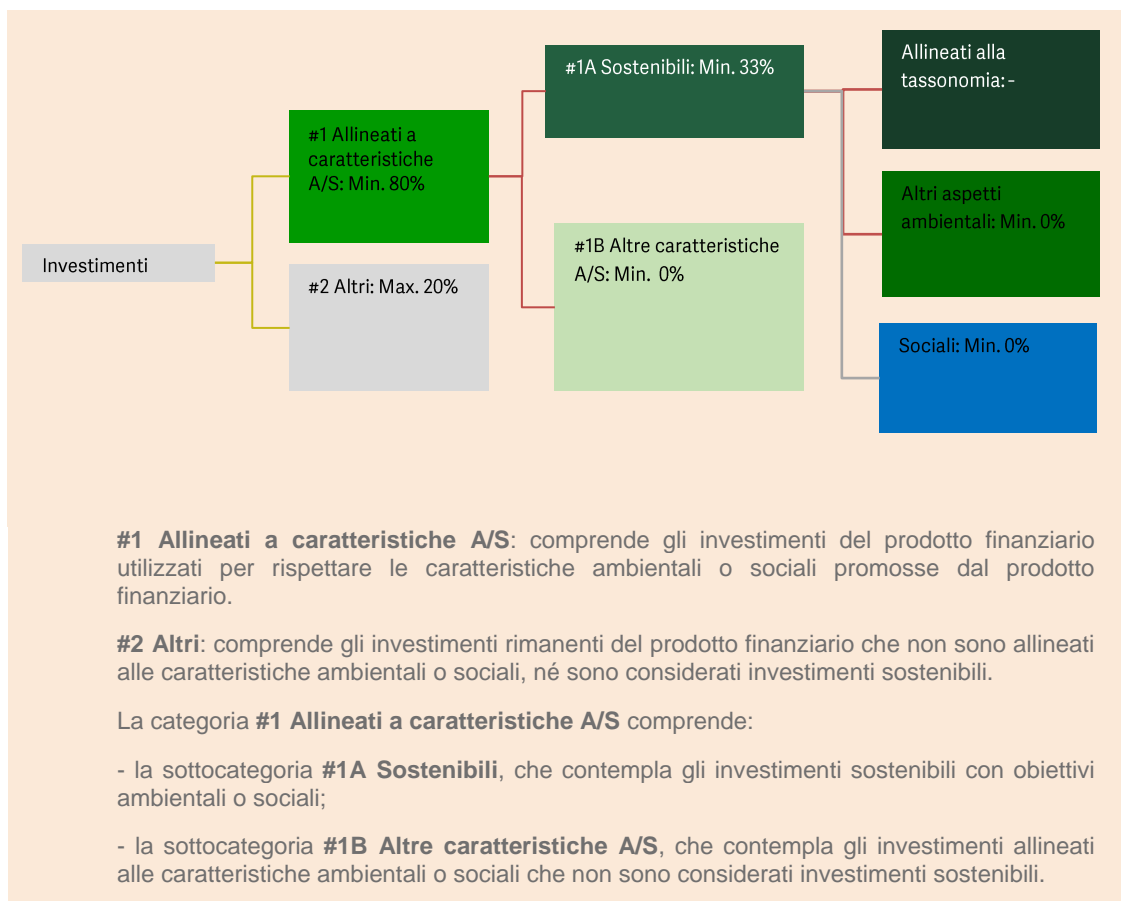 Investimenti
#1 Allineati a
caratteristiche
A/S: Min. 80%
#2 Altri: Max. 20%
#1A Sostenibili: Min. 33%
#1B Altre caratteristiche
A/S: Min. 0%
Allineati alla
tassonomia: -
Altri aspetti
ambientali: Min. 0%
Sociali: Min. 0%
#1 Allineati a caratteristiche A/S: comprende gli investimenti del prodotto finanziario
utilizzati per rispettare le caratteristiche ambientali o sociali promosse dal prodotto
finanziario.
#2 Altri: comprende gli investimenti rimanenti del prodotto finanziario che non sono allineati
alle caratteristiche ambientali o sociali, né sono considerati investimenti sostenibili.
La categoria #1 Allineati a caratteristiche A/S comprende:
- la sottocategoria #1A Sostenibili, che contempla gli investimenti sostenibili con obiettivi
ambientali o sociali;
- la sottocategoria #1B Altre caratteristiche A/S, che contempla gli investimenti allineati
alle caratteristiche ambientali o sociali che non sono considerati investimenti sostenibili.